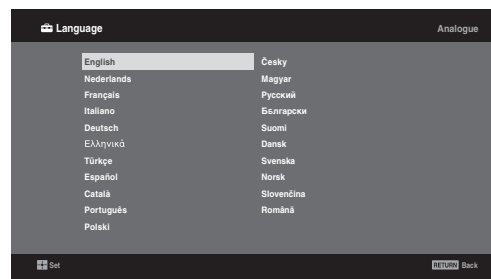 Language
Analogue
English
Nederlands
Français
Italiano
Deutsch
Ελληνικά
Türkçe
Español
Català
Português
Polski
Česky
Magyar
Русский
Български
Suomi
Dansk
Svenska
Norsk
Slovenčina
Română
Set
RETURN Back